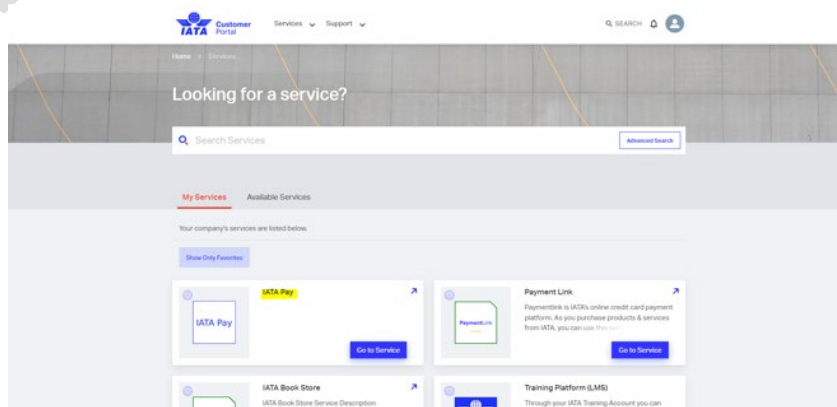 IATA
Customer
Portal
Services
Support
SEARCH
Home > Services
Looking for a service?
Search Services
Advanced Search
My Services
Available Services
Your company's services are listed below.
Show Only Favorites
IATA Pay
IATA Pay
Go to Service
Payment Link
PaymentLink
Paymentlink is IATA's online credit card payment
platform. As you purchase products & services
from IATA, you can use this
Go to Service
IATA Book Store
IATA Book Store Service Description
Training Platform (LMS)
Through your IATA Training Account you can